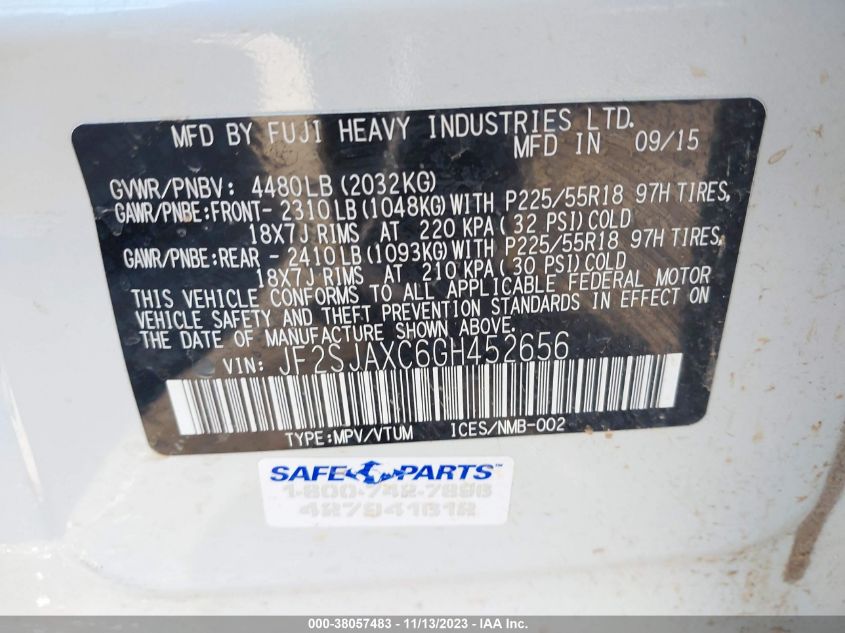 MFD BY FUJI HEAVY INDUSTRIES LTD.
MFD IN 09/15
GVWR/PNBV: 4480LB (2032KG)
GAWR/PNBE:FRONT- 2310LB (1048KG) WITH P225/55R18 97H TIRES,
18X7J RIMS AT 220 KPA (32 PSI) COLD
GAWR/PNBE:REAR - 2410LB (1093KG) WITH P225/55R18 97H TIRES,
18X7J RIMS AT 210 KPA (30 PSI) COLD
THIS VEHICLE CONFORMS TO ALL APPLICABLE FEDERAL MOTOR
VEHICLE SAFETY AND THEFT PREVENTION STANDARDS IN EFFECT ON
THE DATE OF MANUFACTURE SHOWN ABOVE.
VIN: JF2SJAXC6GH452656
TYPE:MPV/VTUM ICES/NMB-002
SAFE PARTS
000-38057483 - 11/13/2023 - IAA Inc.